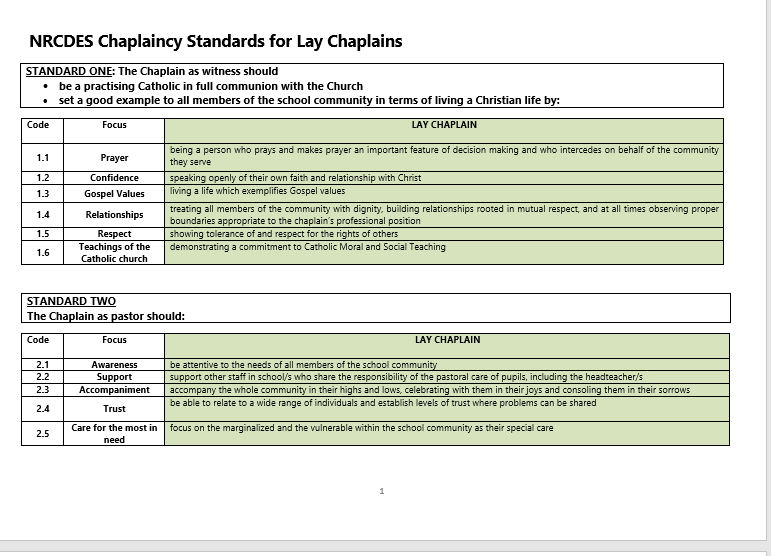 NRCDES Chaplaincy Standards for Lay Chaplains
STANDARD ONE: The Chaplain as witness should
• be a practising Catholic in full communion with the Church
• set a good example to all members of the school community in terms of living a Christian life by:
Code Focus LAY CHAPLAIN
1.1 Prayer being a person who prays and makes prayer an important feature of decision making and who intercedes on behalf of the community
they serve
1.2 Confidence speaking openly of their own faith and relationship with Christ
1.3 Gospel Values living a life which exemplifies Gospel values
1.4 Relationships treating all members of the community with dignity, building relationships rooted in mutual respect, and at all times observing proper
boundaries appropriate to the chaplain's professional position
1.5 Respect showing tolerance of and respect for the rights of others
1.6 Teachings of the demonstrating a commitment to Catholic Moral and Social Teaching
Catholic church
STANDARD TWO
The Chaplain as pastor should:
Code Focus LAY CHAPLAIN
2.1 Awareness be attentive to the needs of all members of the school community
2.2 Support support other staff in school/s who share the responsibility of the pastoral care of pupils, including the headteacher/s
2.3 Accompaniment accompany the whole community in their highs and lows, celebrating with them in their joys and consoling them in their sorrows
2.4 Trust be able to relate to a wide range of individuals and establish levels of trust where problems can be shared
2.5 Care for the most in focus on the marginalized and the vulnerable within the school community as their special care
need
1